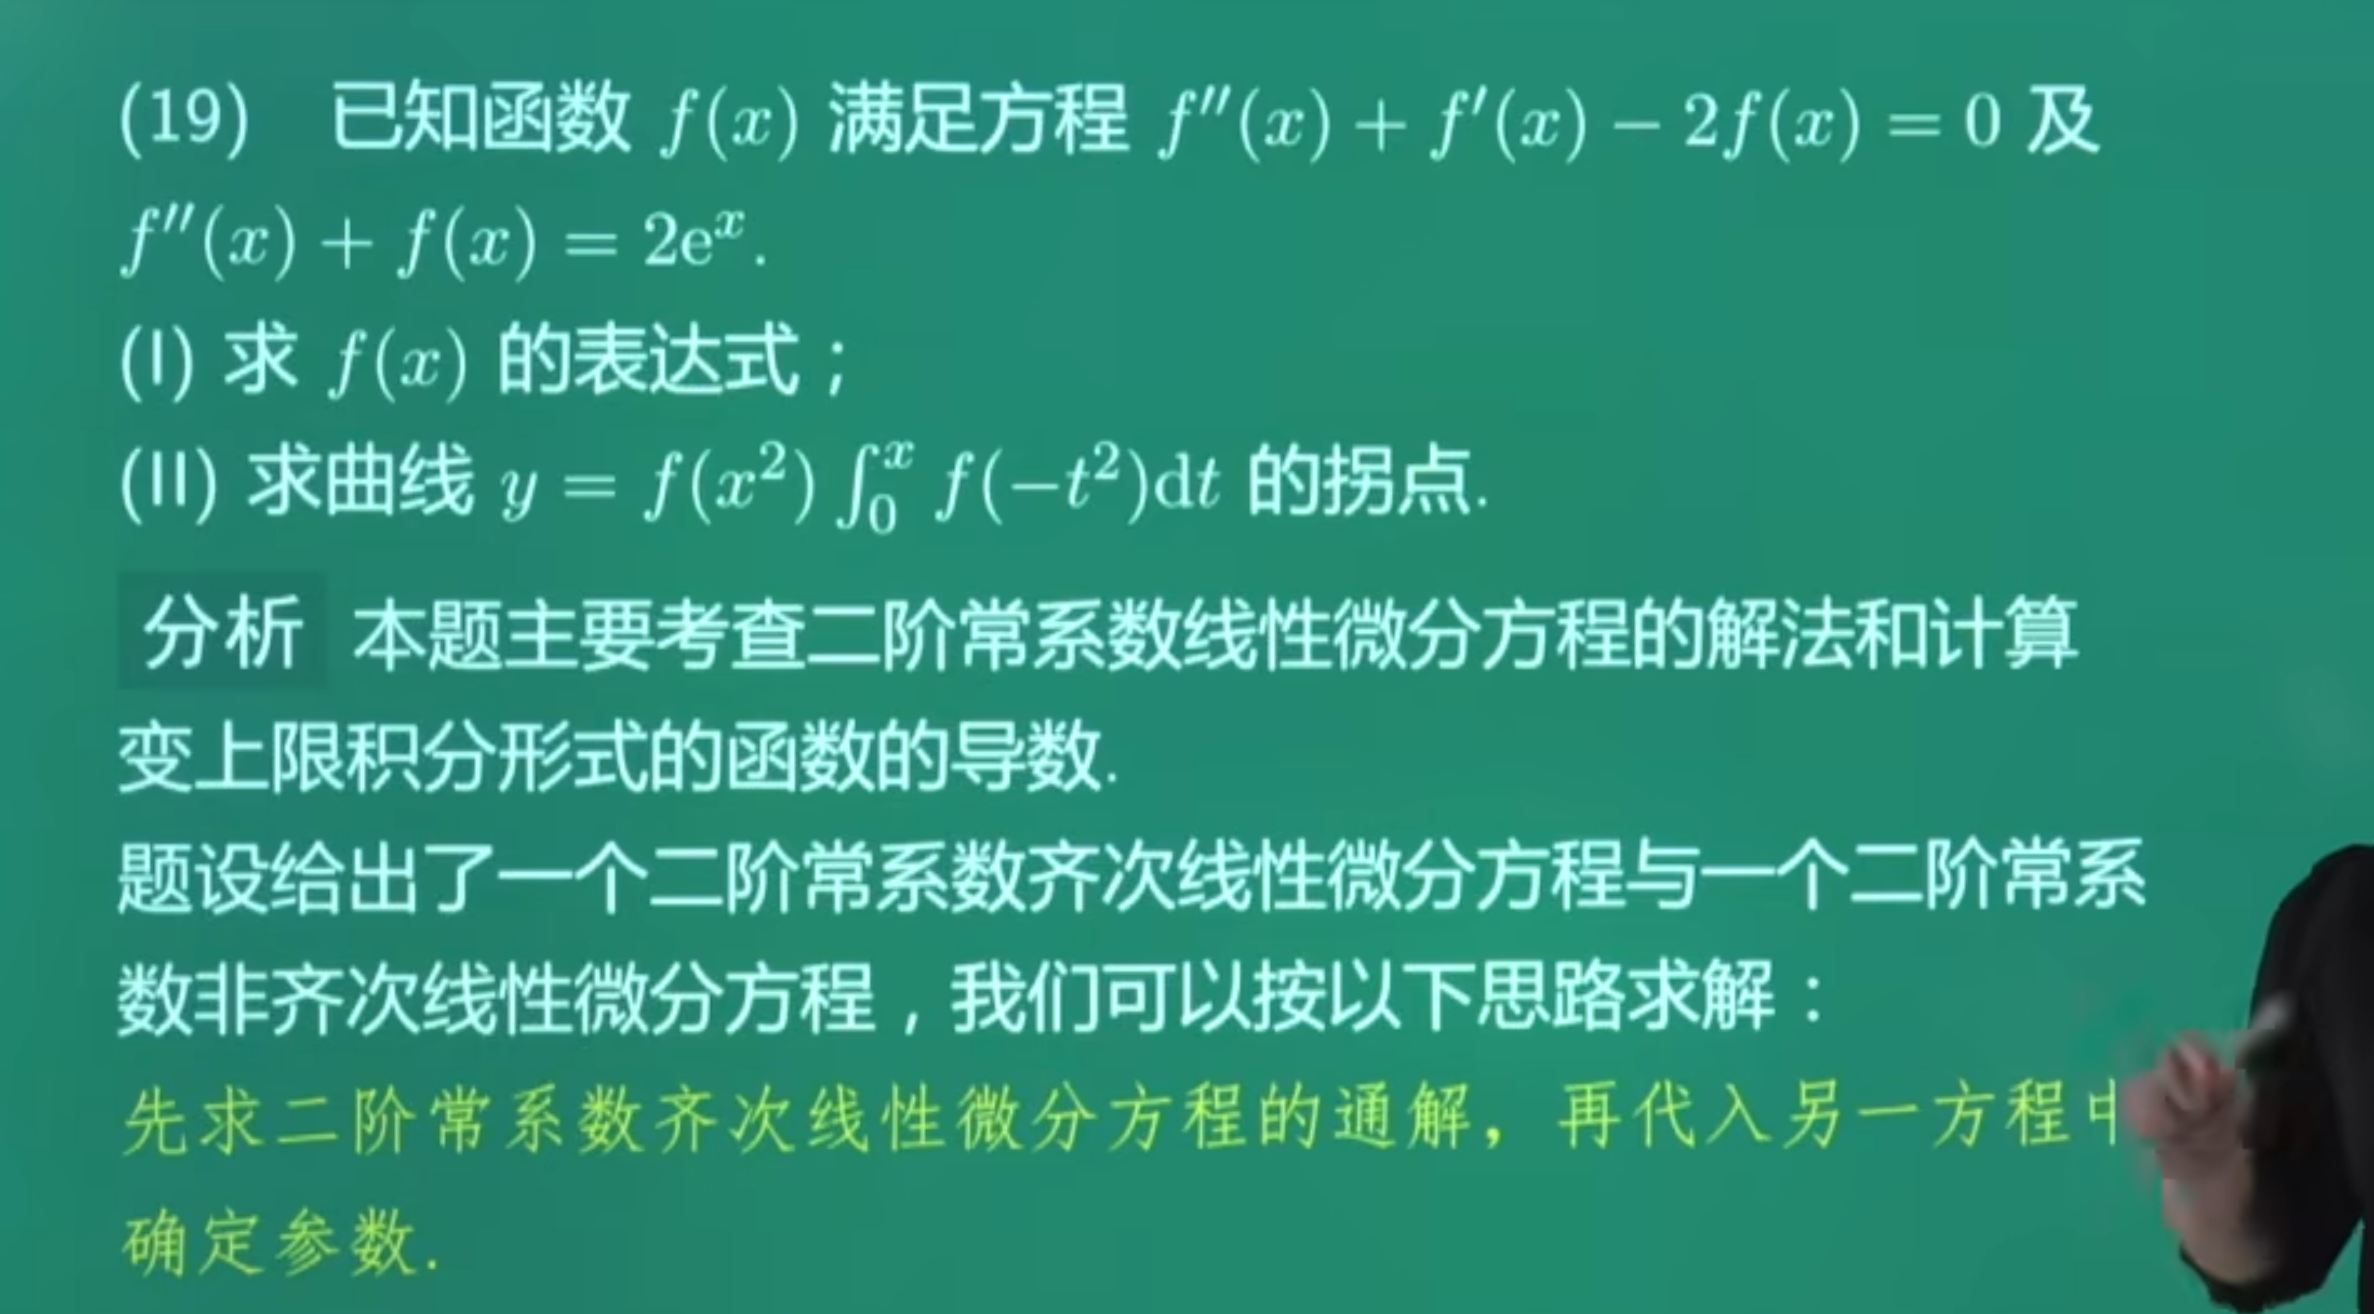 (19) 已知函数 f(x) 满足方程 f″(x) + f′(x) − 2f(x) = 0 及
f″(x) + f(x) = 2eˣ.
(I) 求 f(x) 的表达式；
(II) 求曲线 y = f(x²) ∫₀ˣ f(−t²)dt 的拐点.
分析 本题主要考查二阶常系数线性微分方程的解法和计算
变上限积分形式的函数的导数.
题设给出了一个二阶常系数齐次线性微分方程与一个二阶常系
数非齐次线性微分方程，我们可以按以下思路求解：
先求二阶常系数齐次线性微分方程的通解，再代入另一方程中
确定参数.